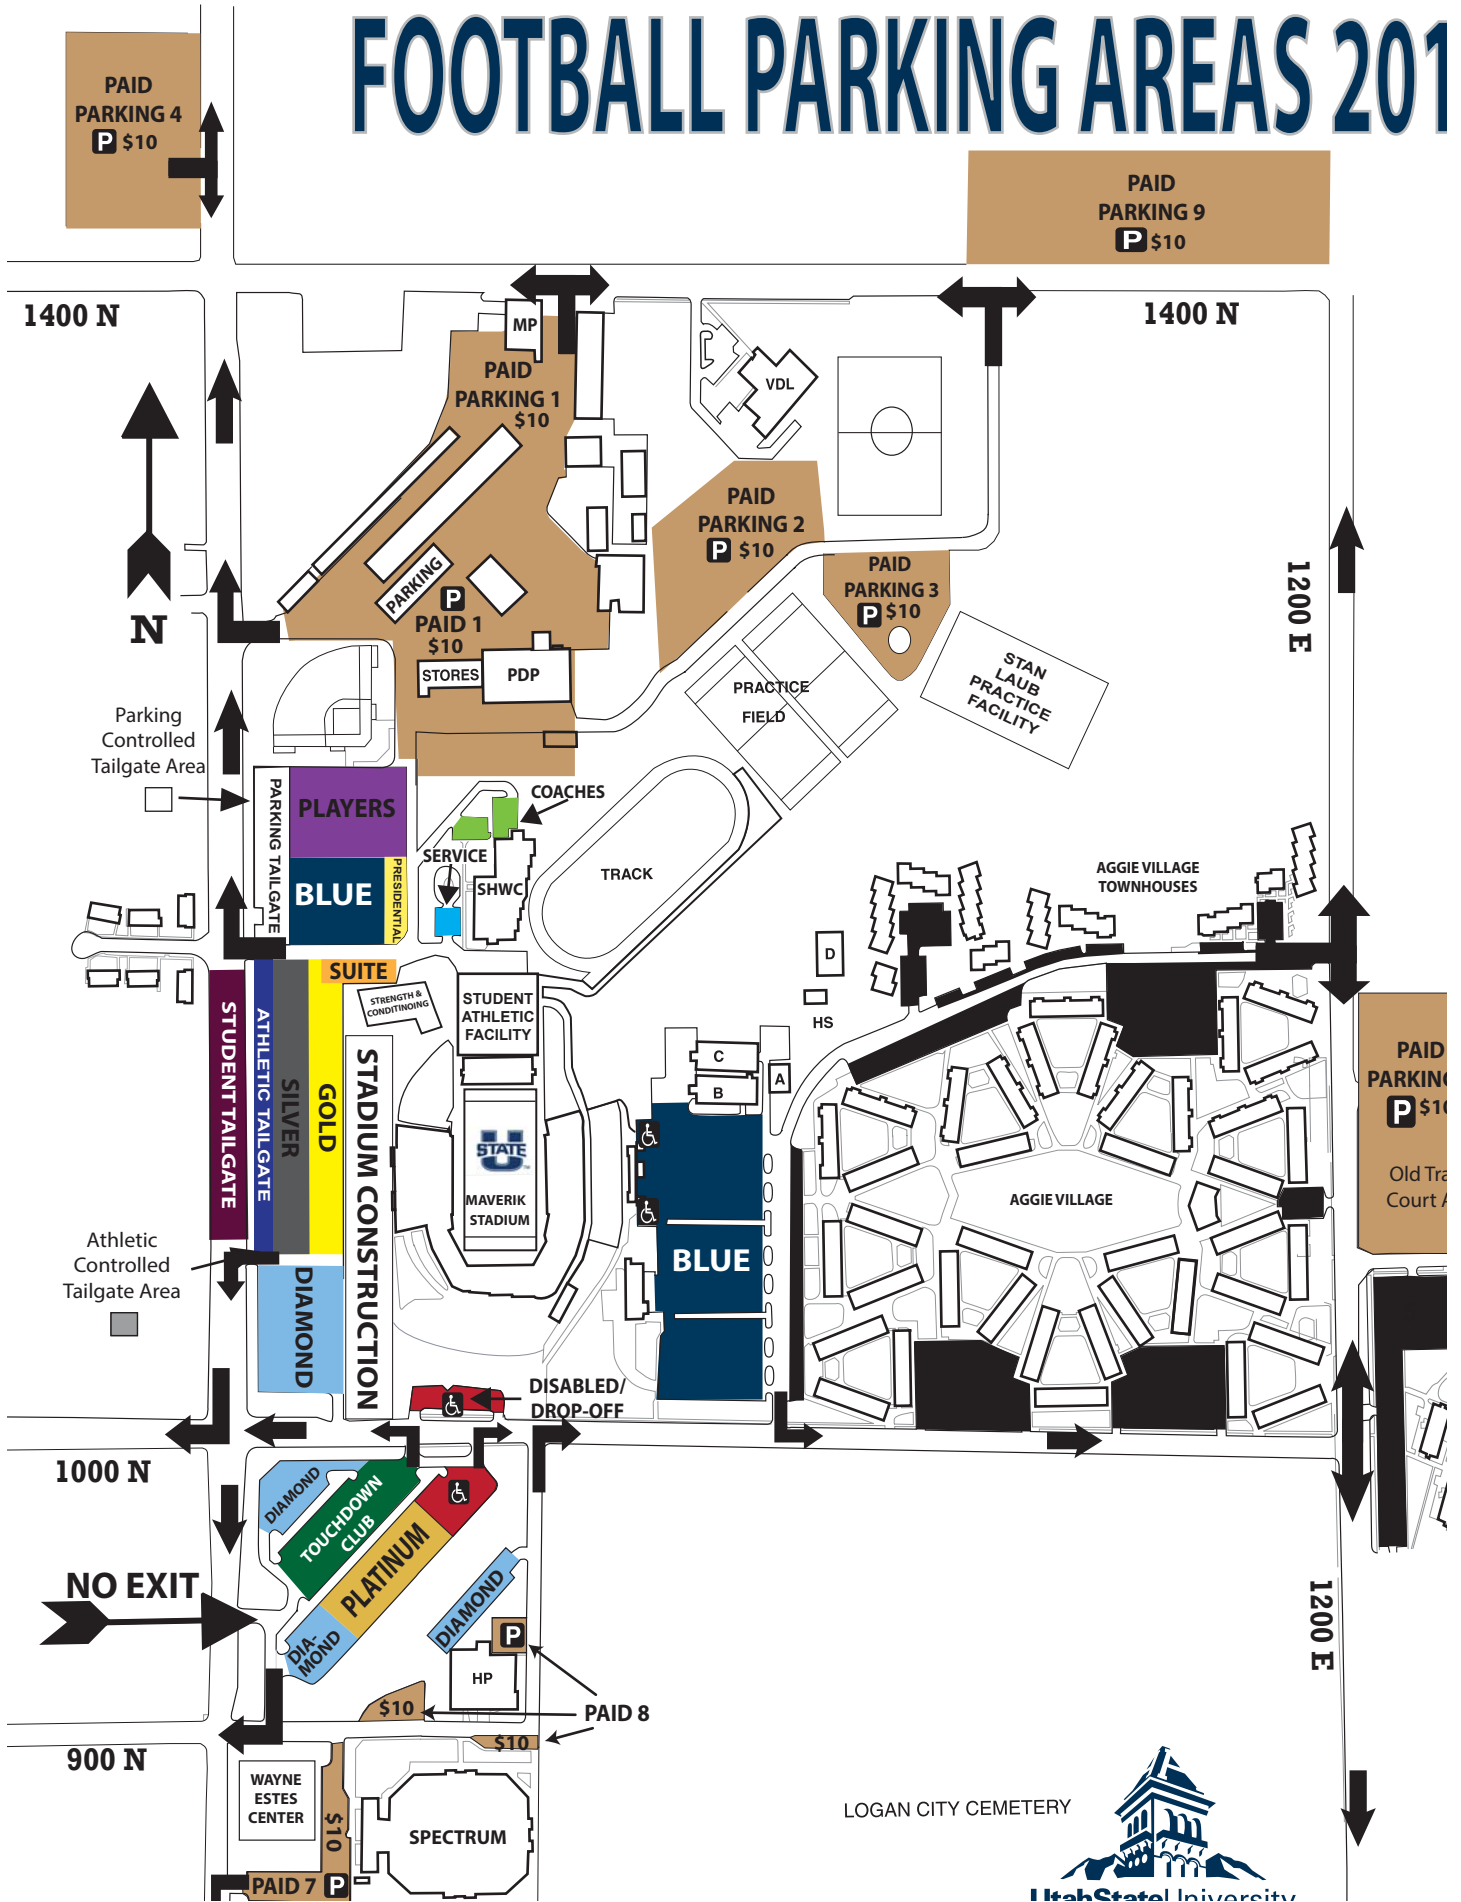 FOOTBALL PARKING AREAS 201
PAID
PARKING 4
P $10
PAID
PARKING 9
P $10
1400 N
1400 N
MP
PAID
PARKING 1
$10
VDL
PAID
PARKING 2
P $10
PAID
PARKING 3
P $10
PARKING
P
PAID 1
$10
STORES
PDP
N
1200 E
STAN
LAUB
PRACTICE
FACILITY
PRACTICE
FIELD
Parking
Controlled
Tailgate Area
PARKING TAILGATE
PLAYERS
BLUE
PRESIDENTIAL
COACHES
SERVICE
SHWC
TRACK
AGGIE VILLAGE
TOWNHOUSES
D
HS
SUITE
STRENGTH &
CONDITINOING
STUDENT
ATHLETIC
FACILITY
STUDENT TAILGATE
ATHLETIC TAILGATE
SILVER
GOLD
STADIUM CONSTRUCTION
C
B
A
U
STATE
TM
MAVERIK
STADIUM
BLUE
AGGIE VILLAGE
PAID
PARKING
P $10
Old Tra
Court A
Athletic
Controlled
Tailgate Area
DIAMOND
DISABLED/
DROP-OFF
1000 N
DIAMOND
TOUCHDOWN
CLUB
PLATINUM
DIAMOND
DIA-
MOND
NO EXIT
P
HP
$10
PAID 8
$10
1200 E
900 N
WAYNE
ESTES
CENTER
$10
SPECTRUM
PAID 7 P
LOGAN CITY CEMETERY
UtahStateUniversity